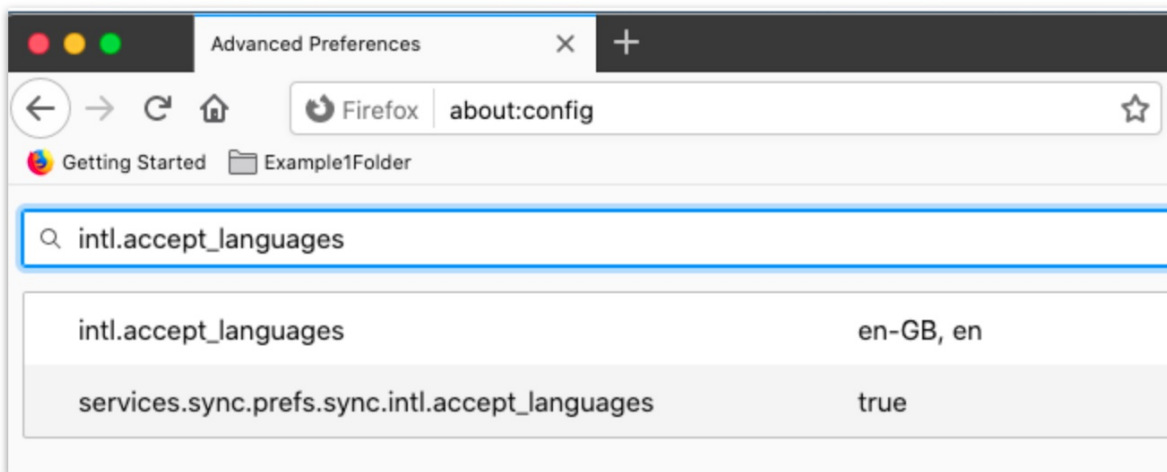 Advanced Preferences
Firefox about:config
Getting Started Example1Folder
intl.accept_languages
intl.accept_languages en-GB, en
services.sync.prefs.sync.intl.accept_languages true